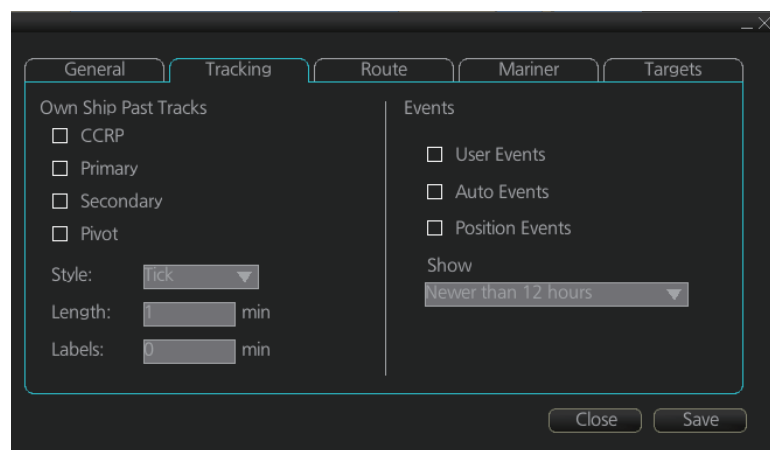 General Tracking Route Mariner Targets
Own Ship Past Tracks
CCRP
Primary
Secondary
Pivot
Style: Tick
Length: 1 min
Labels: 0 min
Events
User Events
Auto Events
Position Events
Show
Newer than 12 hours
Close Save